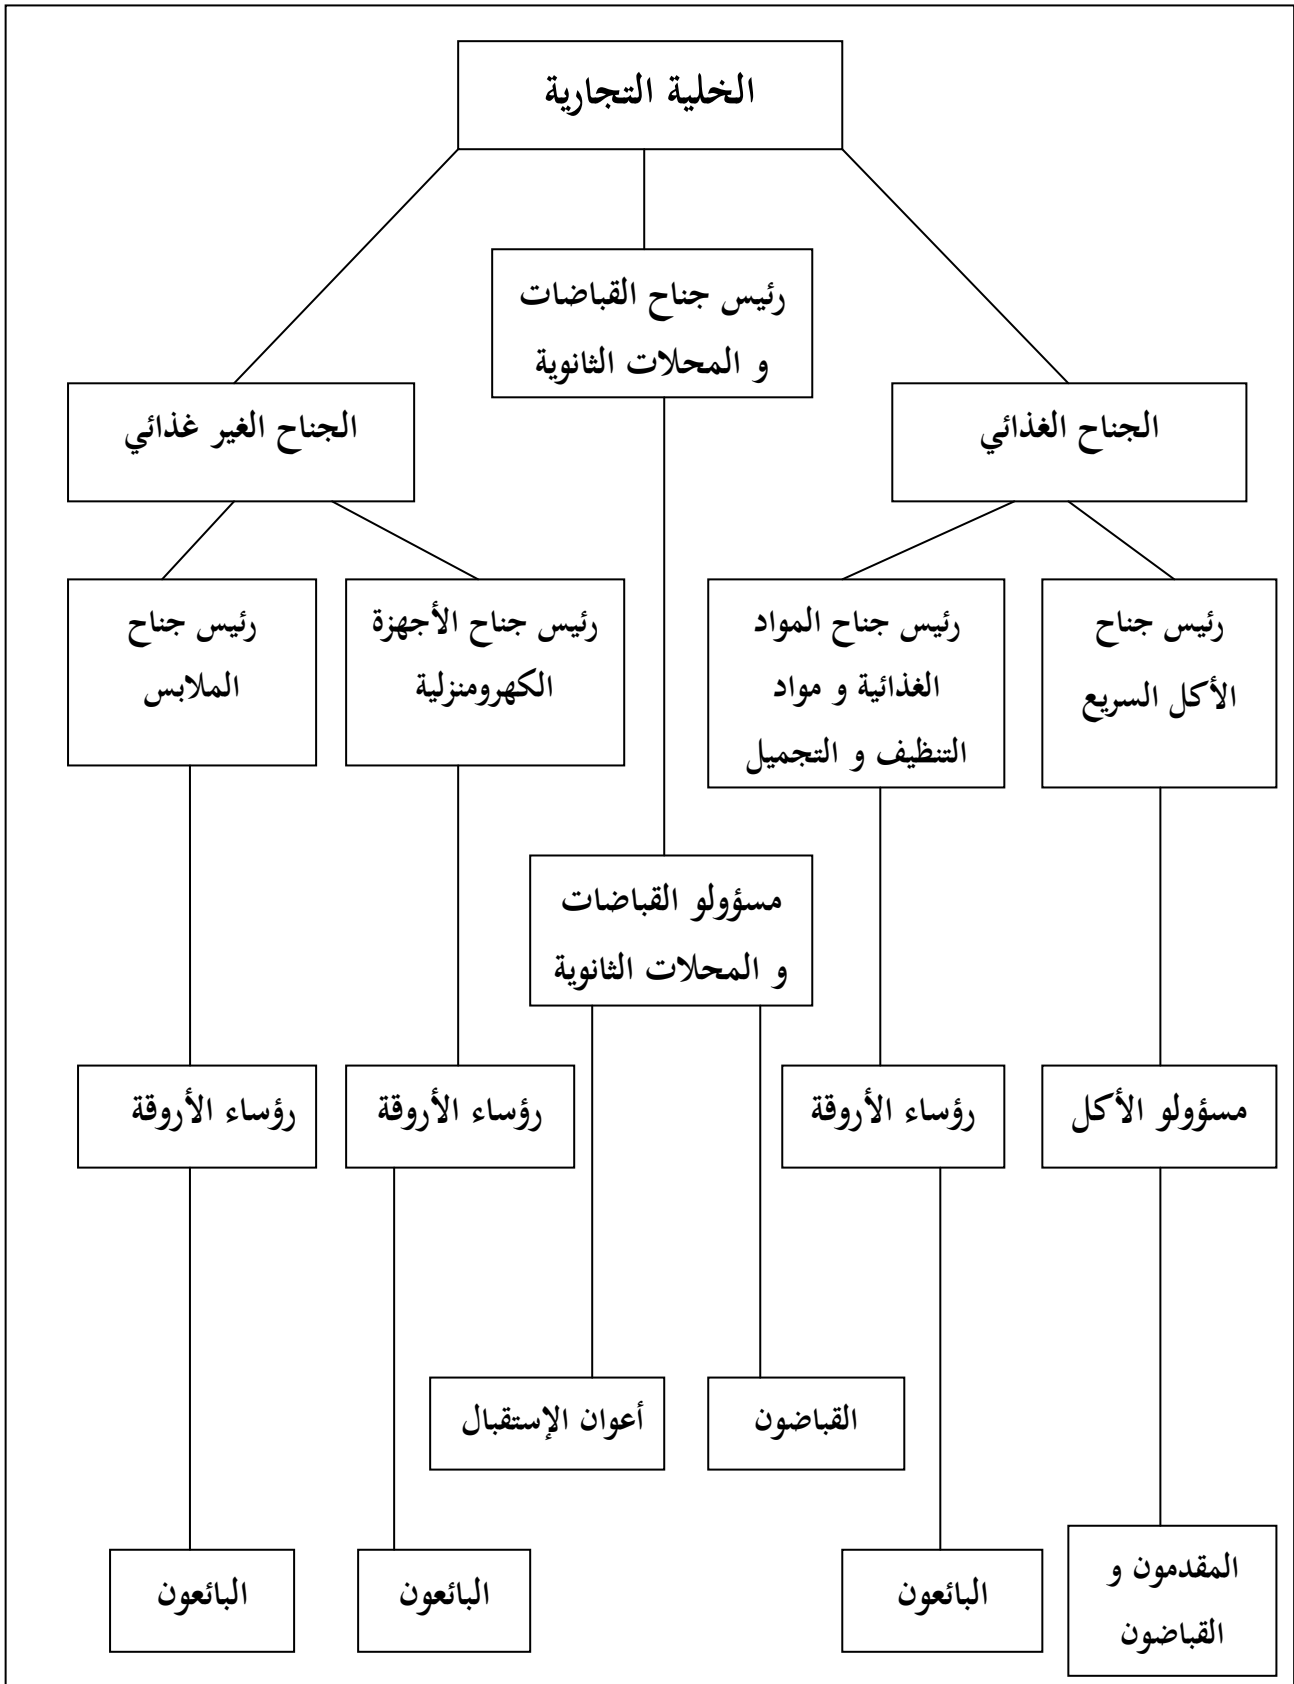 الخلية التجارية
رئيس جناح القباضات
و المحلات الثانوية
الجناح الغذائي
الجناح الغير غذائي
رئيس جناح
الأكل السريع
رئيس جناح المواد
الغذائية و مواد
التنظيف و التجميل
رئيس جناح الأجهزة
الكهرومنزلية
رئيس جناح
الملابس
مسؤولو القباضات
و المحلات الثانوية
مسؤولو الأكل
رؤساء الأروقة
رؤساء الأروقة
رؤساء الأروقة
القباضون
أعوان الإستقبال
المقدمون و
القباضون
البائعون
البائعون
البائعون